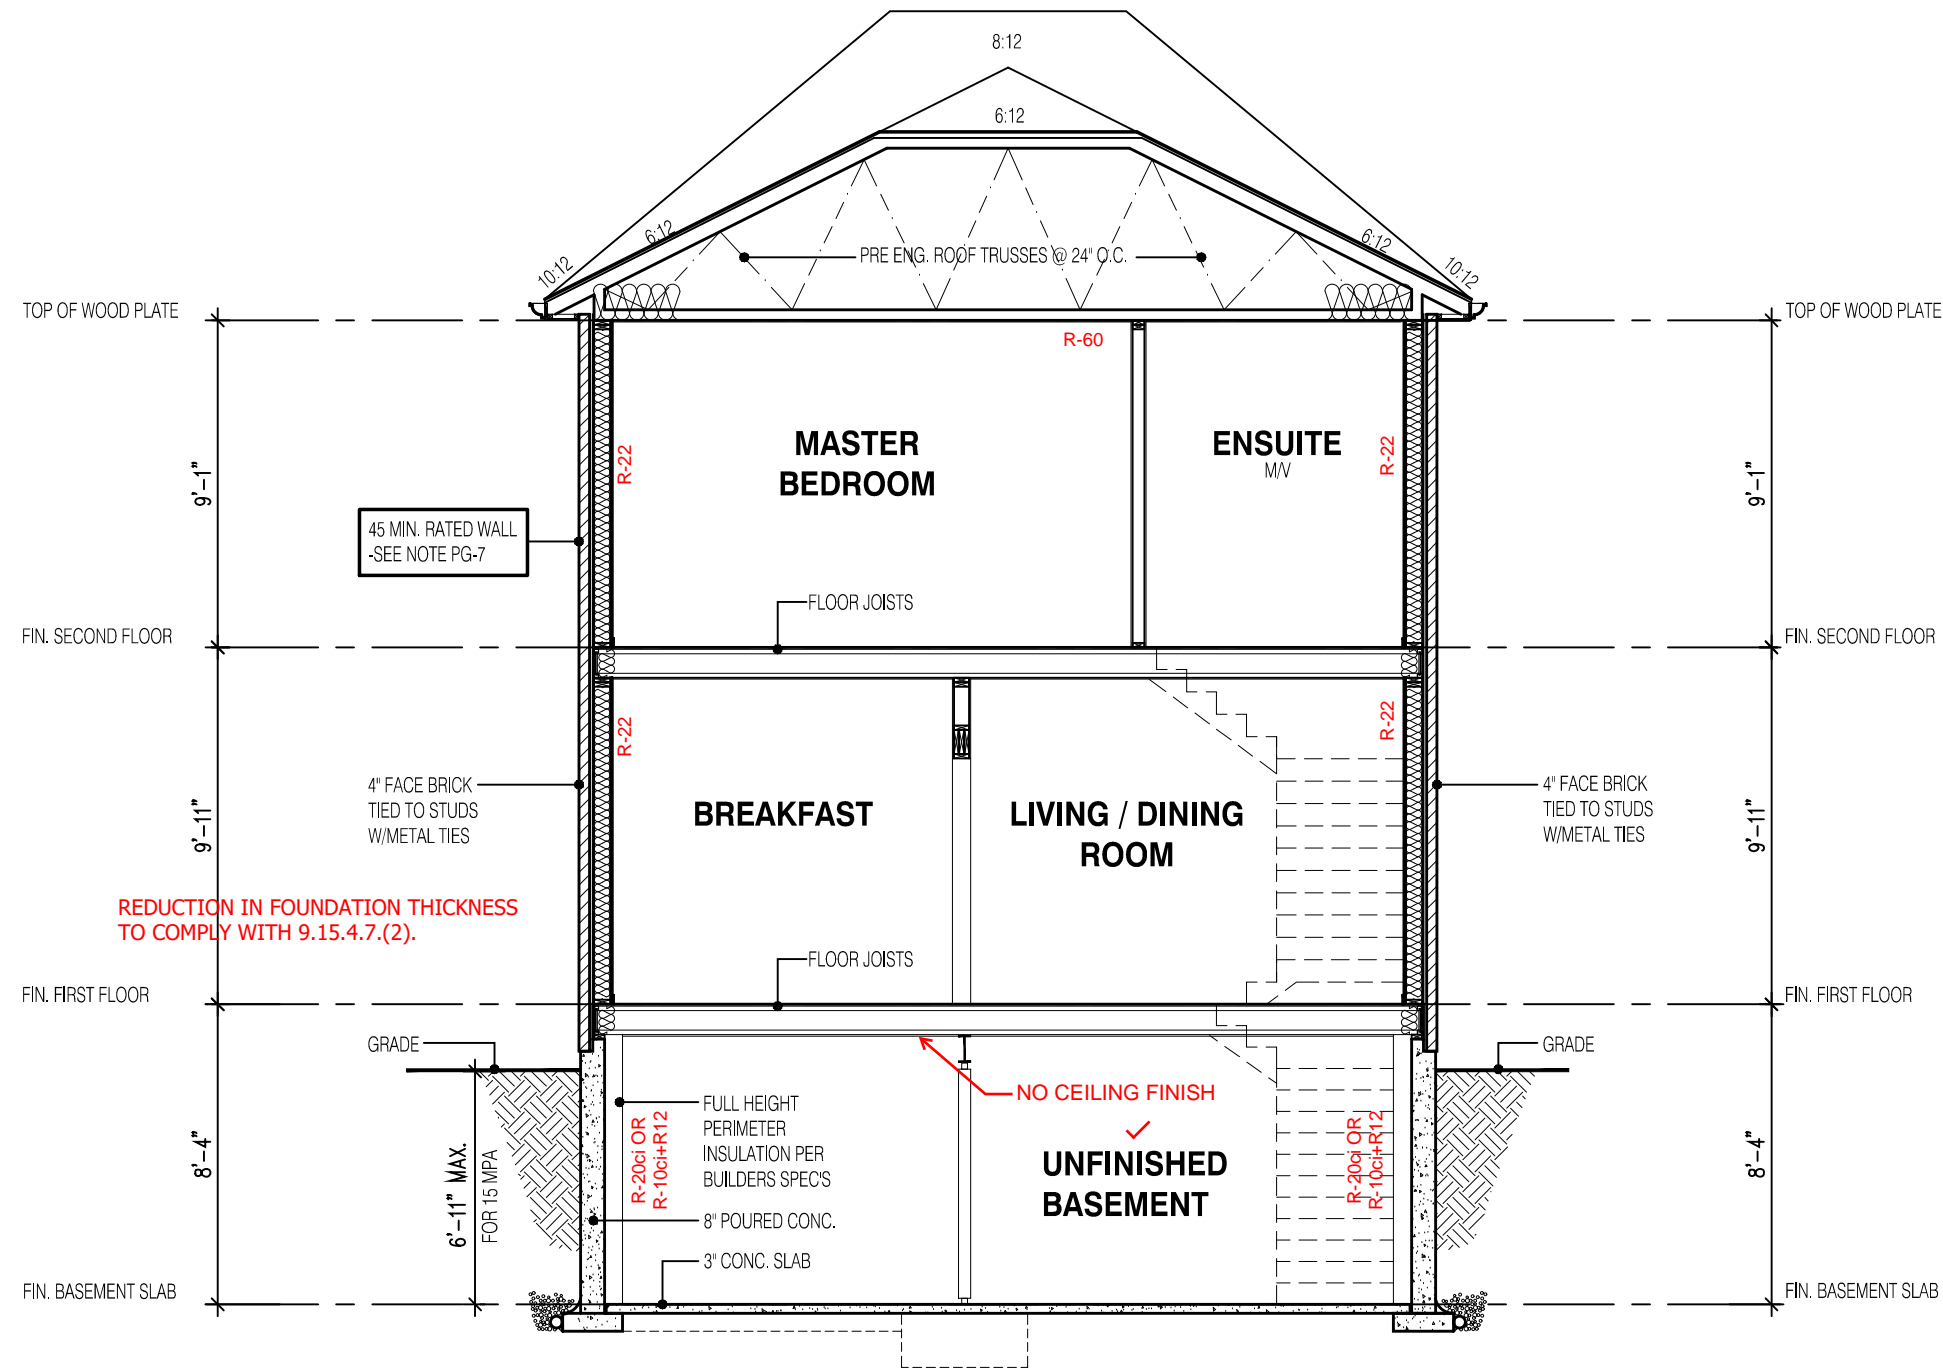 8:12
6:12
6:12
6:12
10:12
10:12
PRE ENG. ROOF TRUSSES @ 24" O.C.
TOP OF WOOD PLATE
TOP OF WOOD PLATE
R-60
MASTER
BEDROOM
ENSUITE
M/V
R-22
R-22
9'-1"
9'-1"
45 MIN. RATED WALL
-SEE NOTE PG-7
FLOOR JOISTS
FIN. SECOND FLOOR
FIN. SECOND FLOOR
R-22
R-22
4" FACE BRICK
TIED TO STUDS
W/METAL TIES
4" FACE BRICK
TIED TO STUDS
W/METAL TIES
9'-11"
9'-11"
BREAKFAST
LIVING / DINING
ROOM
REDUCTION IN FOUNDATION THICKNESS
TO COMPLY WITH 9.15.4.7.(2).
FLOOR JOISTS
FIN. FIRST FLOOR
FIN. FIRST FLOOR
GRADE
GRADE
NO CEILING FINISH
FULL HEIGHT
PERIMETER
INSULATION PER
BUILDERS SPEC'S
R-20ci OR
R-10ci+R12
R-20ci OR
R-10ci+R12
8'-4"
8'-4"
6'-11" MAX.
FOR 15 MPA
UNFINISHED
BASEMENT
8" POURED CONC.
3" CONC. SLAB
FIN. BASEMENT SLAB
FIN. BASEMENT SLAB